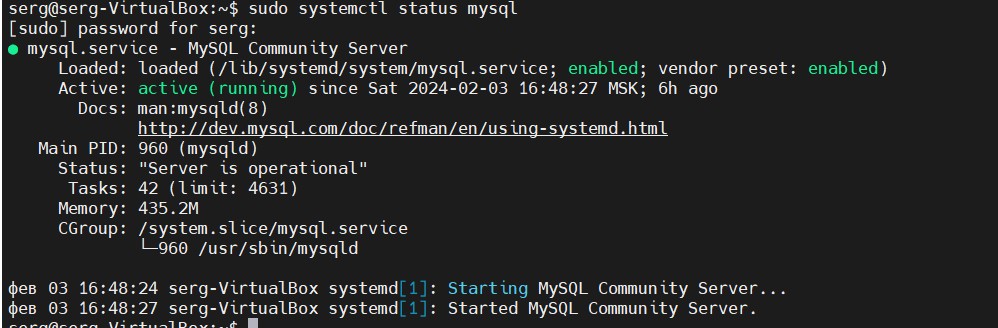 serg@serg-VirtualBox:~$ sudo systemctl status mysql
[sudo] password for serg:
● mysql.service - MySQL Community Server
Loaded: loaded (/lib/systemd/system/mysql.service; enabled; vendor preset: enabled)
Active: active (running) since Sat 2024-02-03 16:48:27 MSK; 6h ago
Docs: man:mysqld(8)
http://dev.mysql.com/doc/refman/en/using-systemd.html
Main PID: 960 (mysqld)
Status: "Server is operational"
Tasks: 42 (limit: 4631)
Memory: 435.2M
CGroup: /system.slice/mysql.service
└─960 /usr/sbin/mysqld
фев 03 16:48:24 serg-VirtualBox systemd[1]: Starting MySQL Community Server...
фев 03 16:48:27 serg-VirtualBox systemd[1]: Started MySQL Community Server.
serg@serg-VirtualBox:~$